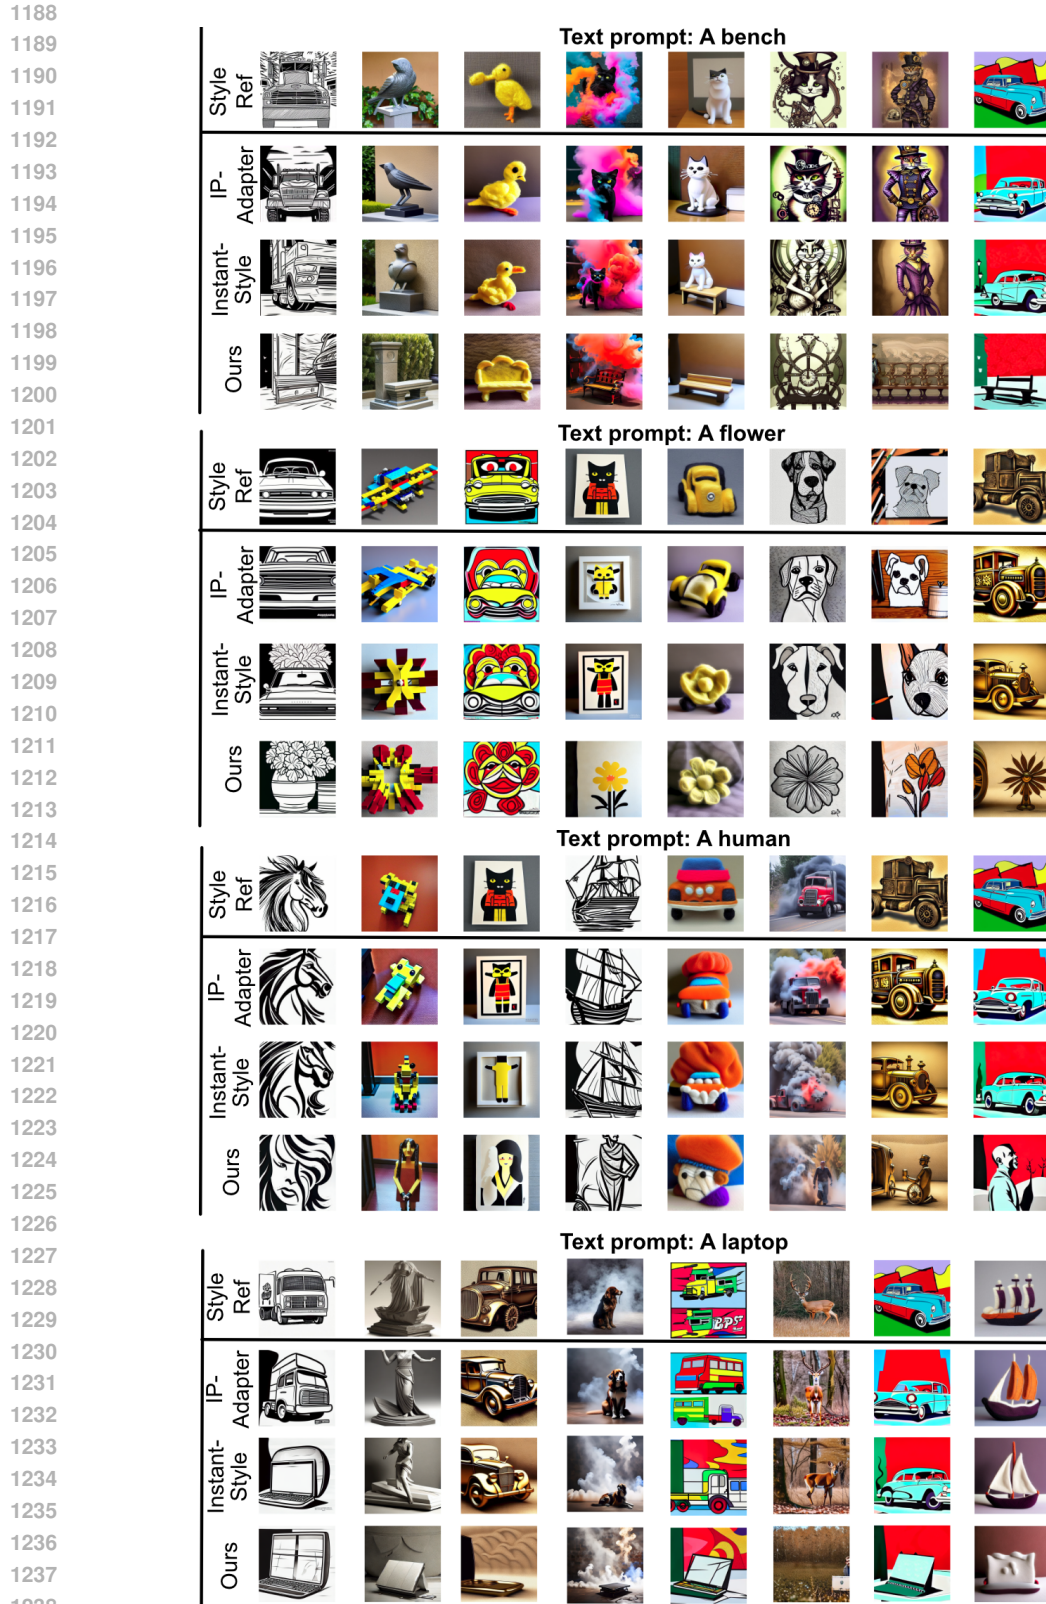 1188
1189
1190
1191
1192
1193
1194
1195
1196
1197
1198
1199
1200
1201
1202
1203
1204
1205
1206
1207
1208
1209
1210
1211
1212
1213
1214
1215
1216
1217
1218
1219
1220
1221
1222
1223
1224
1225
1226
1227
1228
1229
1230
1231
1232
1233
1234
1235
1236
1237
Text prompt: A bench
Style
Ref
IP-
Adapter
Instant-
Style
Ours
Text prompt: A flower
Style
Ref
IP-
Adapter
Instant-
Style
Ours
Text prompt: A human
Style
Ref
IP-
Adapter
Instant-
Style
Ours
Text prompt: A laptop
Style
Ref
IP-
Adapter
Instant-
Style
Ours